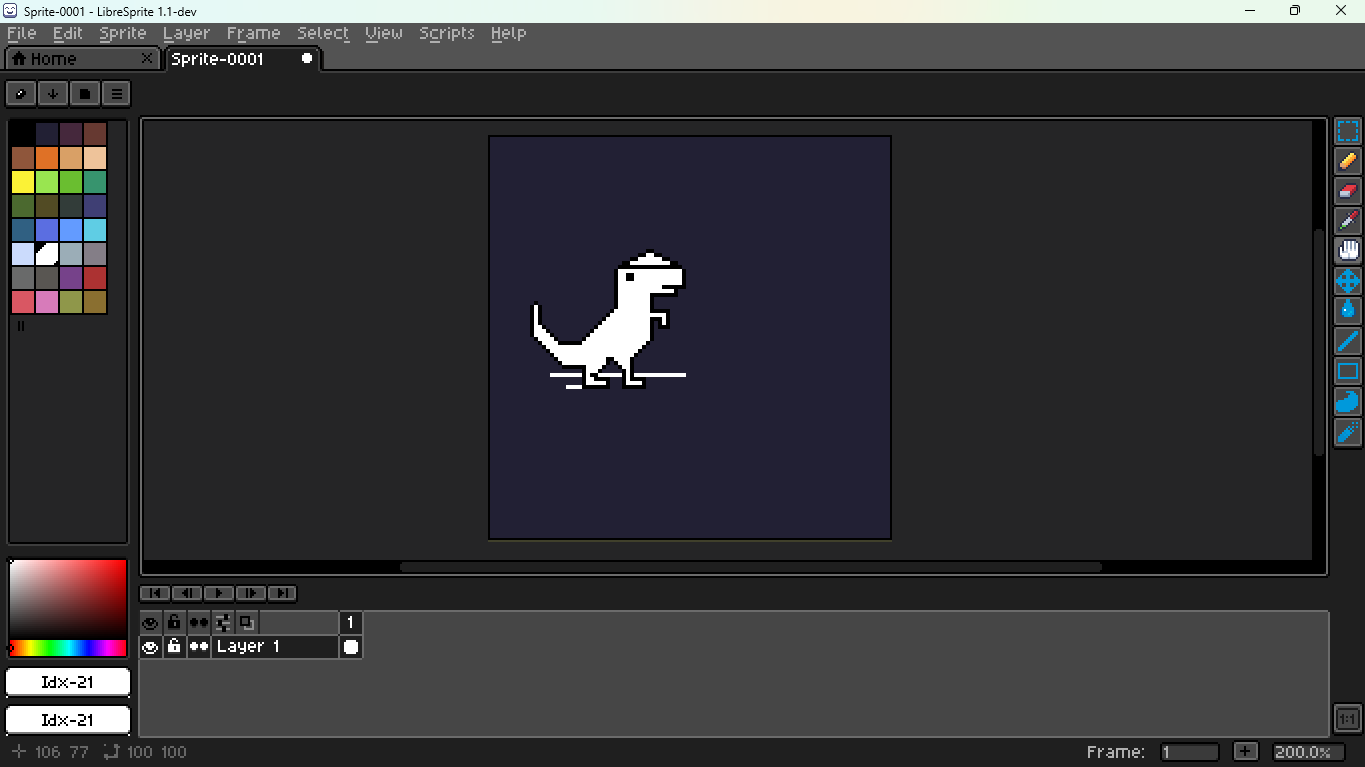 Sprite-0001 - LibreSprite 1.1-dev
File Edit Sprite Layer Frame Select View Scripts Help
Home Sprite-0001
1
Layer 1
Idx-21
Idx-21
1:1
106 77 100 100 Frame: 1 + 200.0%